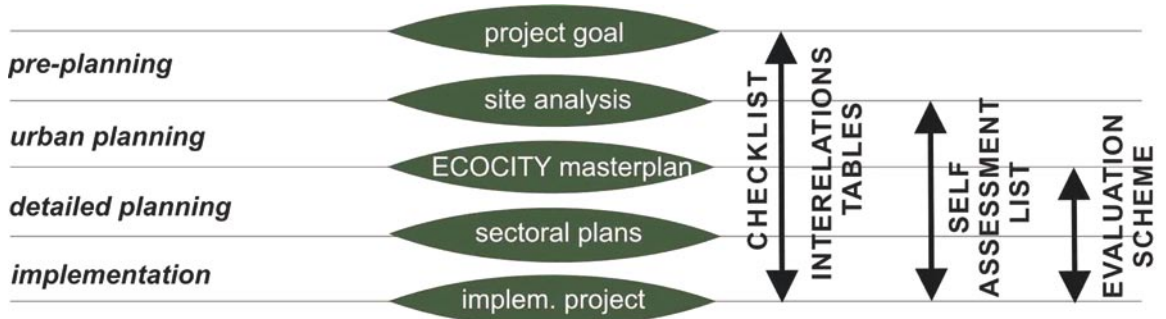 project goal
pre-planning
site analysis
urban planning
ECOCITY masterplan
detailed planning
sectoral plans
implementation
implem. project
CHECKLIST
INTERELATIONS
TABLES
SELF
ASSESSMENT
LIST
EVALUATION
SCHEME